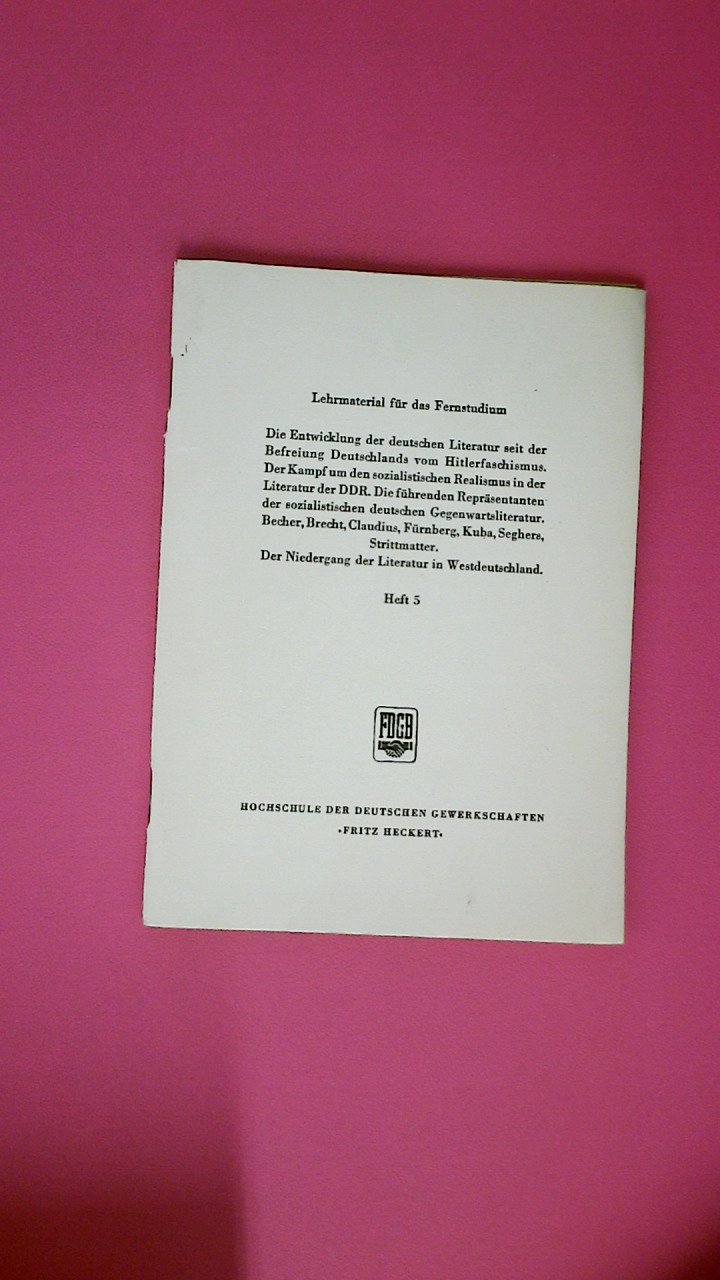 Lehrmaterial für das Fernstudium
Die Entwicklung der deutschen Literatur seit der
Befreiung Deutschlands vom Hitlerfaschismus.
Der Kampf um den sozialistischen Realismus in der
Literatur der DDR. Die führenden Repräsentanten
der sozialistischen deutschen Gegenwartsliteratur.
Becher, Brecht, Claudius, Fürnberg, Kuba, Seghers,
Strittmatter.
Der Niedergang der Literatur in Westdeutschland.
Heft 5
FDGB
HOCHSCHULE DER DEUTSCHEN GEWERKSCHAFTEN
»FRITZ HECKERT«